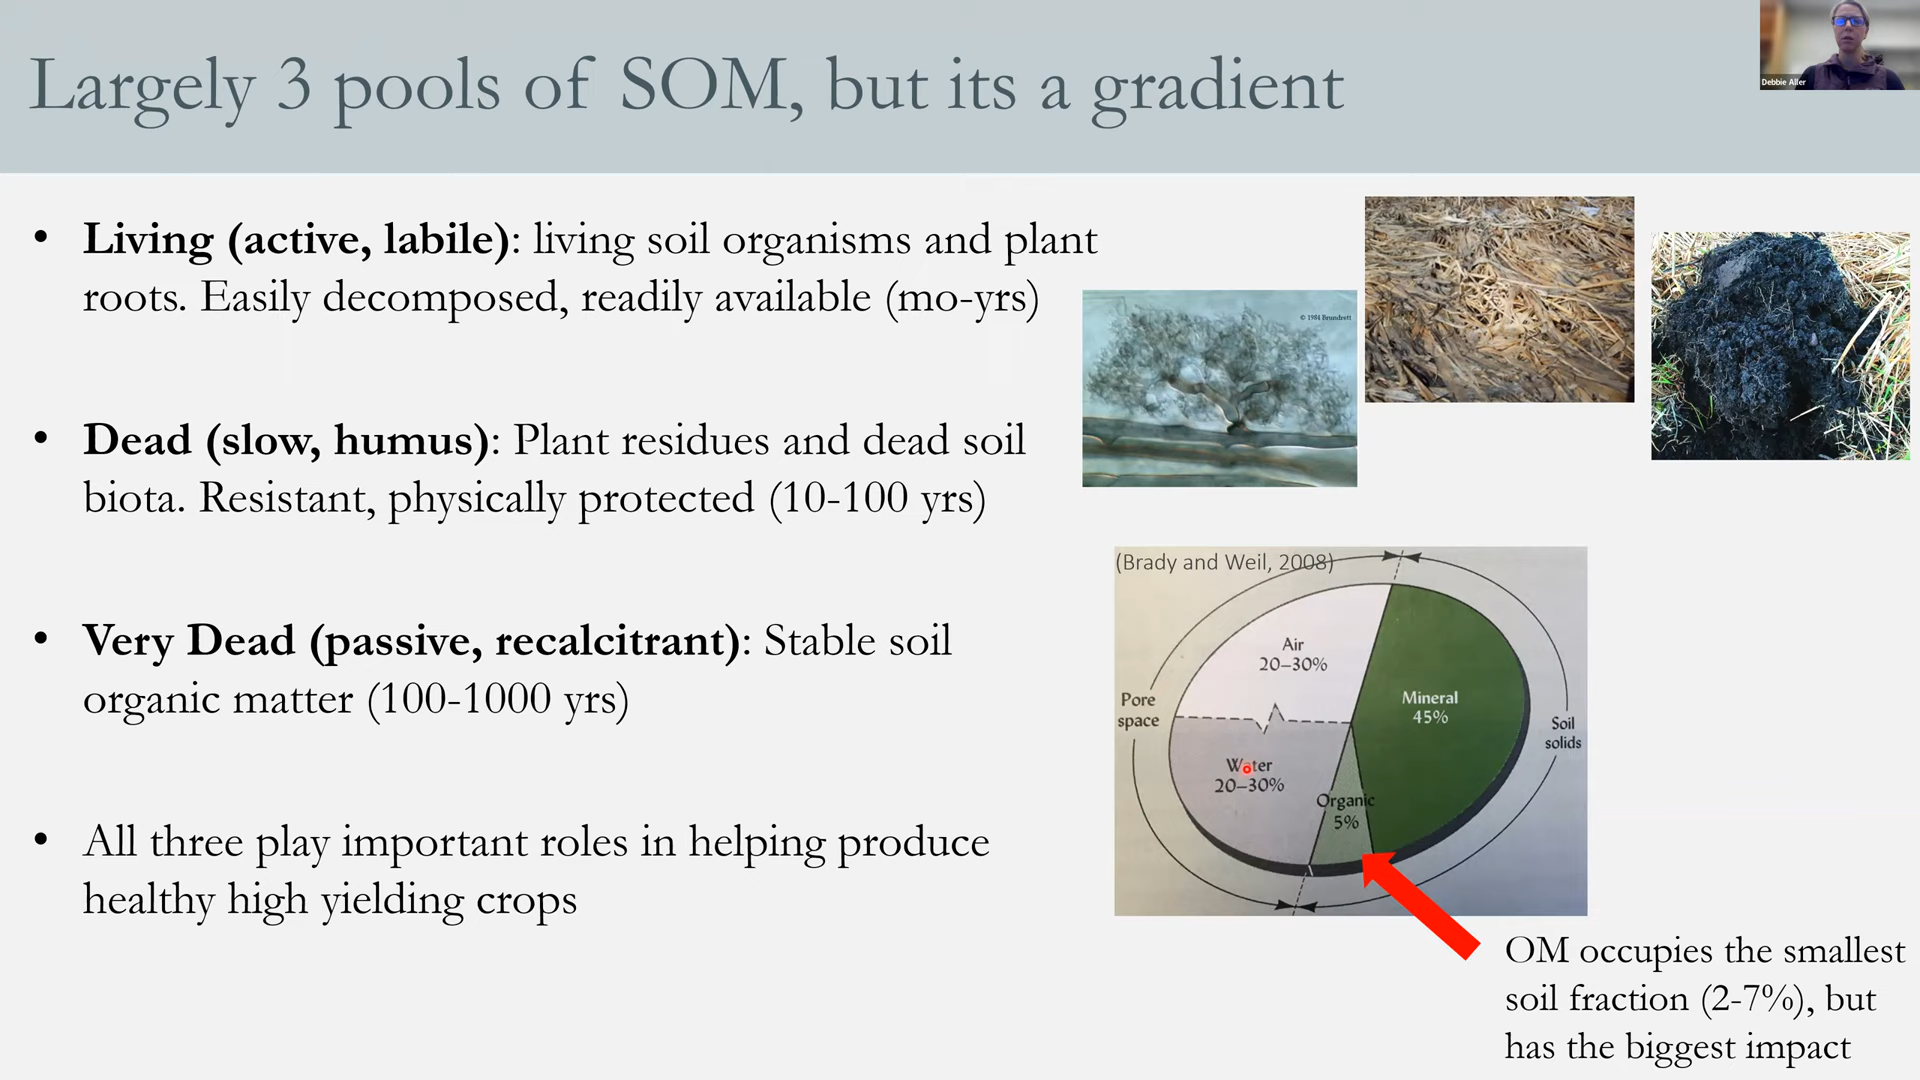 Largely 3 pools of SOM, but its a gradient
Debbie Aller
• Living (active, labile): living soil organisms and plant
roots. Easily decomposed, readily available (mo-yrs)
© 1984 Brundrett
• Dead (slow, humus): Plant residues and dead soil
biota. Resistant, physically protected (10-100 yrs)
• Very Dead (passive, recalcitrant): Stable soil
organic matter (100-1000 yrs)
• All three play important roles in helping produce
healthy high yielding crops
(Brady and Weil, 2008)
Air
20–30%
Mineral
45%
Pore
space
Soil
solids
Water
20–30%
Organic
5%
OM occupies the smallest
soil fraction (2-7%), but
has the biggest impact